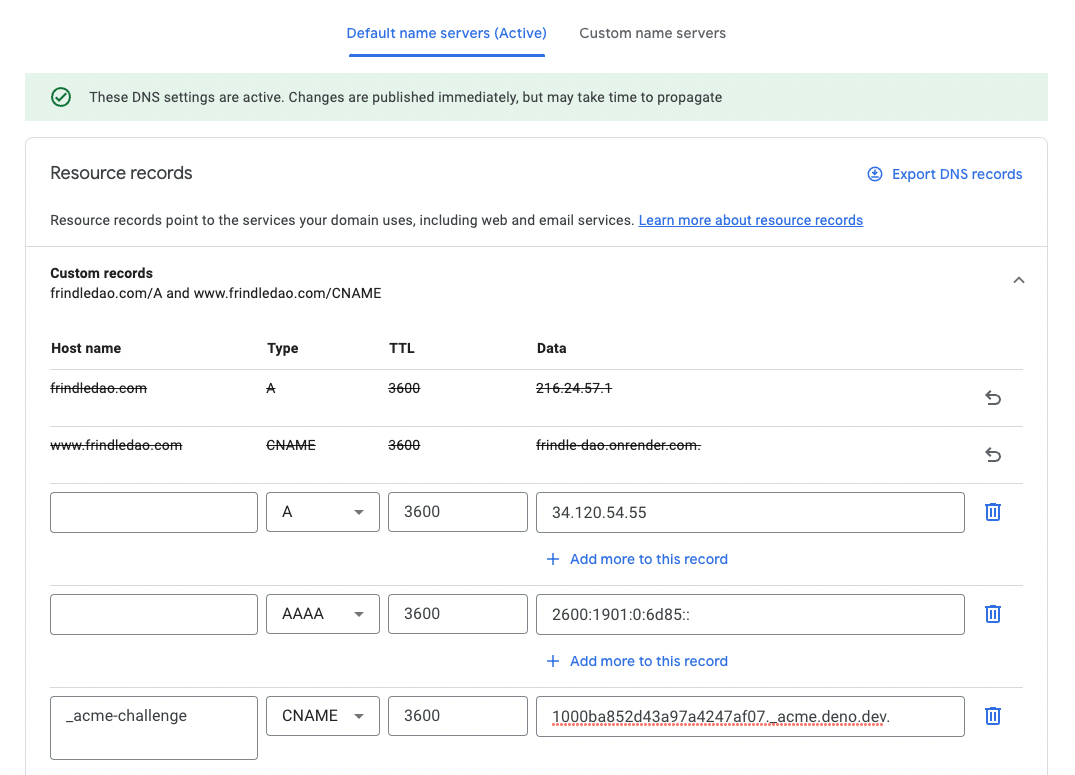 Default name servers (Active) Custom name servers
These DNS settings are active. Changes are published immediately, but may take time to propagate
Resource records Export DNS records
Resource records point to the services your domain uses, including web and email services. Learn more about resource records
Custom records
frindledao.com/A and www.frindledao.com/CNAME
Host name Type TTL Data
frindledao.com A 3600 216.24.57.1
www.frindledao.com CNAME 3600 frindle-dao.onrender.com.
A 3600 34.120.54.55
Add more to this record
AAAA 3600 2600:1901:0:6d85::
Add more to this record
_acme-challenge CNAME 3600 1000ba852d43a97a4247af07._acme.deno.dev.